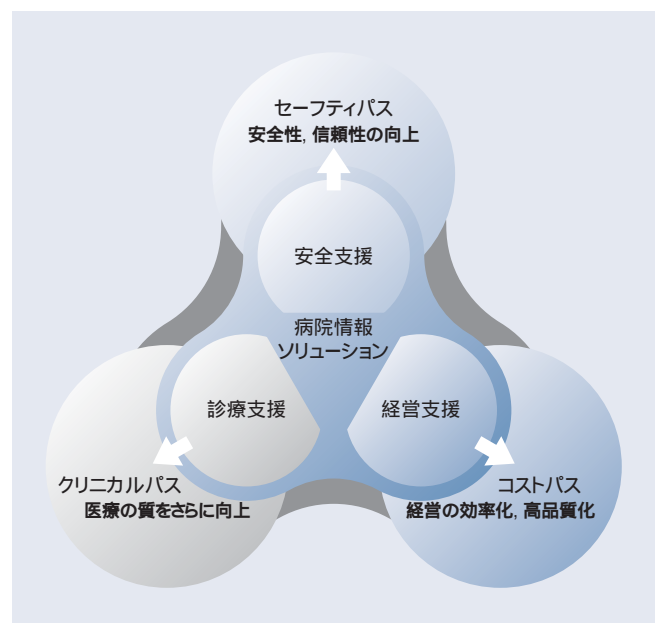 セーフティパス
安全性, 信頼性の向上
安全支援
病院情報
ソリューション
診療支援
経営支援
クリニカルパス
医療の質をさらに向上
コストパス
経営の効率化, 高品質化